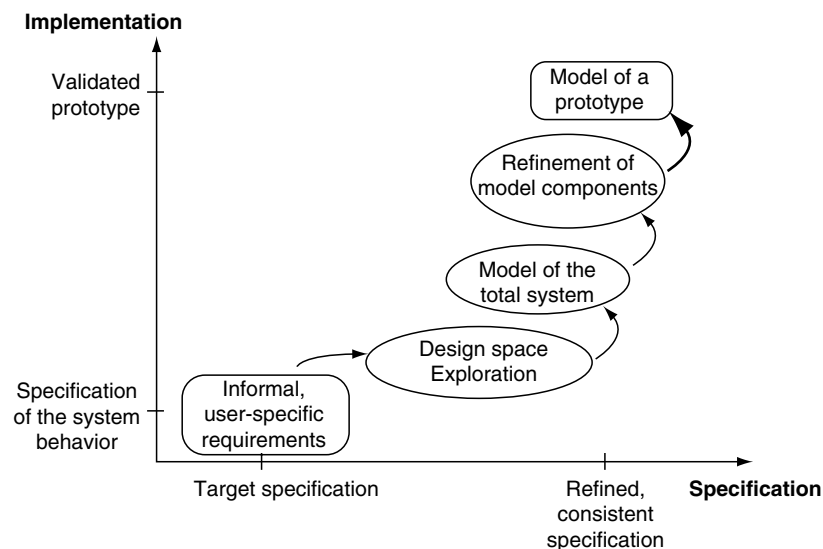 Implementation
Validated
prototype
Model of a
prototype
Refinement of
model components
Model of the
total system
Design space
Exploration
Specification
of the system
behavior
Informal,
user-specific
requirements
Target specification
Refined,
consistent
specification
Specification